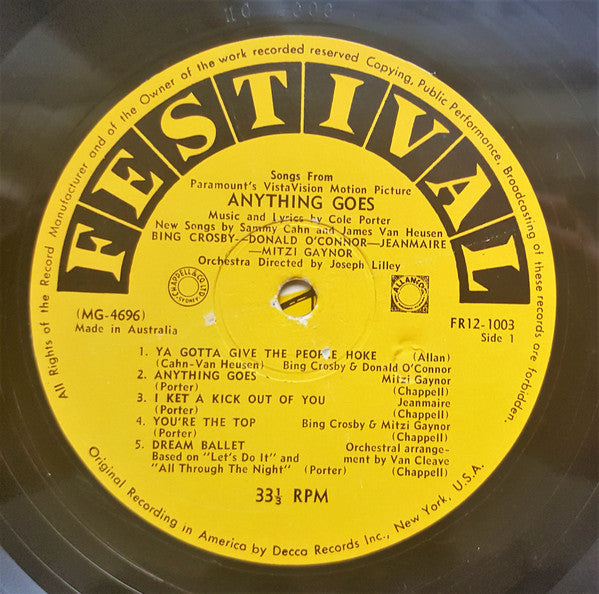 All Rights of the Record Manufacturer and of the Owner of the work recorded reserved Copying, Public Performance, Broadcasting of these records are forbidden.
FESTIVAL
Songs From
Paramount's VistaVision Motion Picture
ANYTHING GOES
Music and Lyrics by Cole Porter
New Songs by Sammy Cahn and James Van Heusen
BING CROSBY—DONALD O'CONNOR—JEANMAIRE
—MITZI GAYNOR
Orchestra Directed by Joseph Lilley
CHAPPELL & CO. LTD.
SYDNEY
ALLAN & CO
(MG-4696)
Made in Australia
FR12-1003
Side 1
1. YA GOTTA GIVE THE PEOPLE HOKE (Allan)
(Cahn-Van Heusen) Bing Crosby & Donald O'Connor
2. ANYTHING GOES Mitzi Gaynor
(Porter) (Chappell)
3. I KET A KICK OUT OF YOU Jeanmaire
(Porter) (Chappell)
4. YOU'RE THE TOP Bing Crosby & Mitzi Gaynor
(Porter) (Chappell)
5. DREAM BALLET Orchestral arrange-
Based on "Let's Do It" and ment by Van Cleave
"All Through The Night" (Porter) (Chappell)
33⅓ RPM
Original Recording in America by Decca Records Inc., New York, U.S.A.